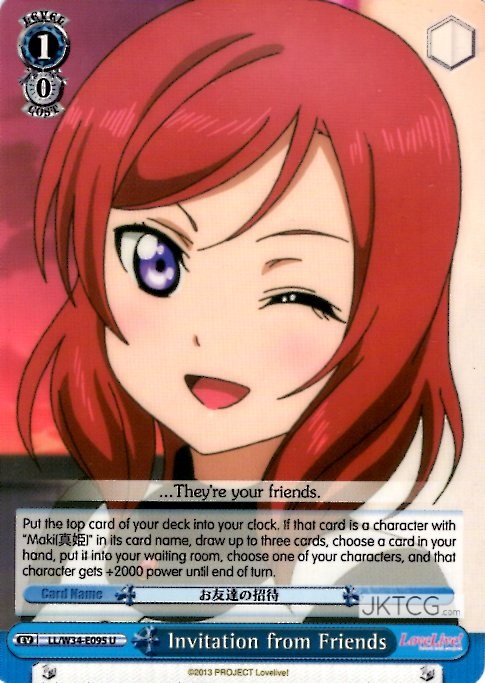 LEVEL
1
0
COST
...They're your friends.
Put the top card of your deck into your clock. If that card is a character with
"Maki[真姫]" in its card name, draw up to three cards, choose a card in your
hand, put it into your waiting room, choose one of your characters, and that
character gets +2000 power until end of turn.
Card Name お友達の招待
JKTCG.com
EV LL/W34-E095 U Invitation from Friends LoveLive!
©2013 PROJECT Lovelive!